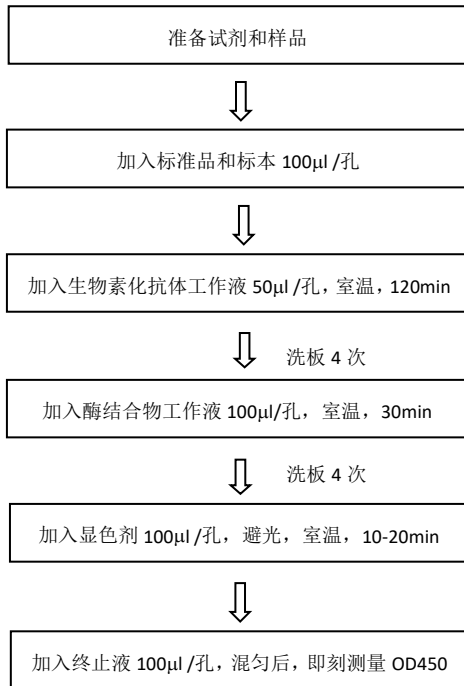 准备试剂和样品
加入标准品和标本 100μl /孔
加入生物素化抗体工作液 50μl /孔，室温，120min
洗板 4 次
加入酶结合物工作液 100μl/孔，室温，30min
洗板 4 次
加入显色剂 100μl /孔，避光，室温，10-20min
加入终止液 100μl /孔，混匀后，即刻测量 OD450